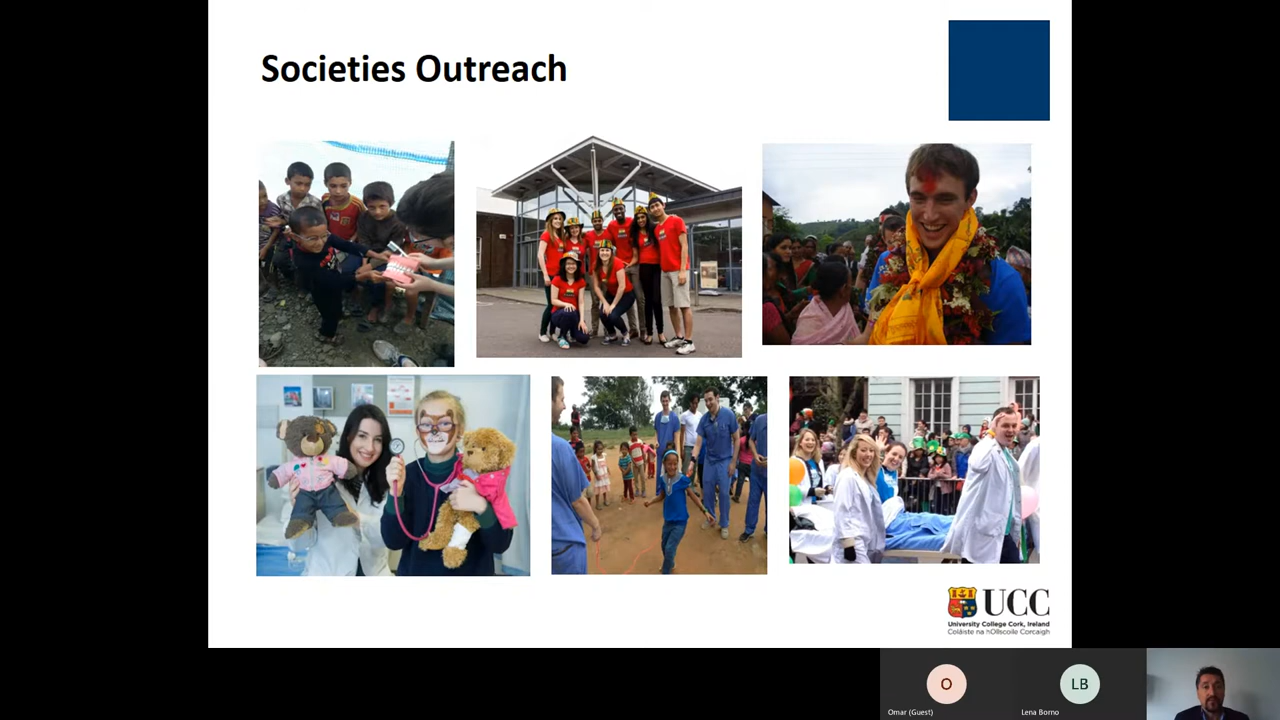 Societies Outreach
UCC
University College Cork, Ireland
Coláiste na hOllscoile Corcaigh
O
LB
Omar (Guest)
Lena Borno